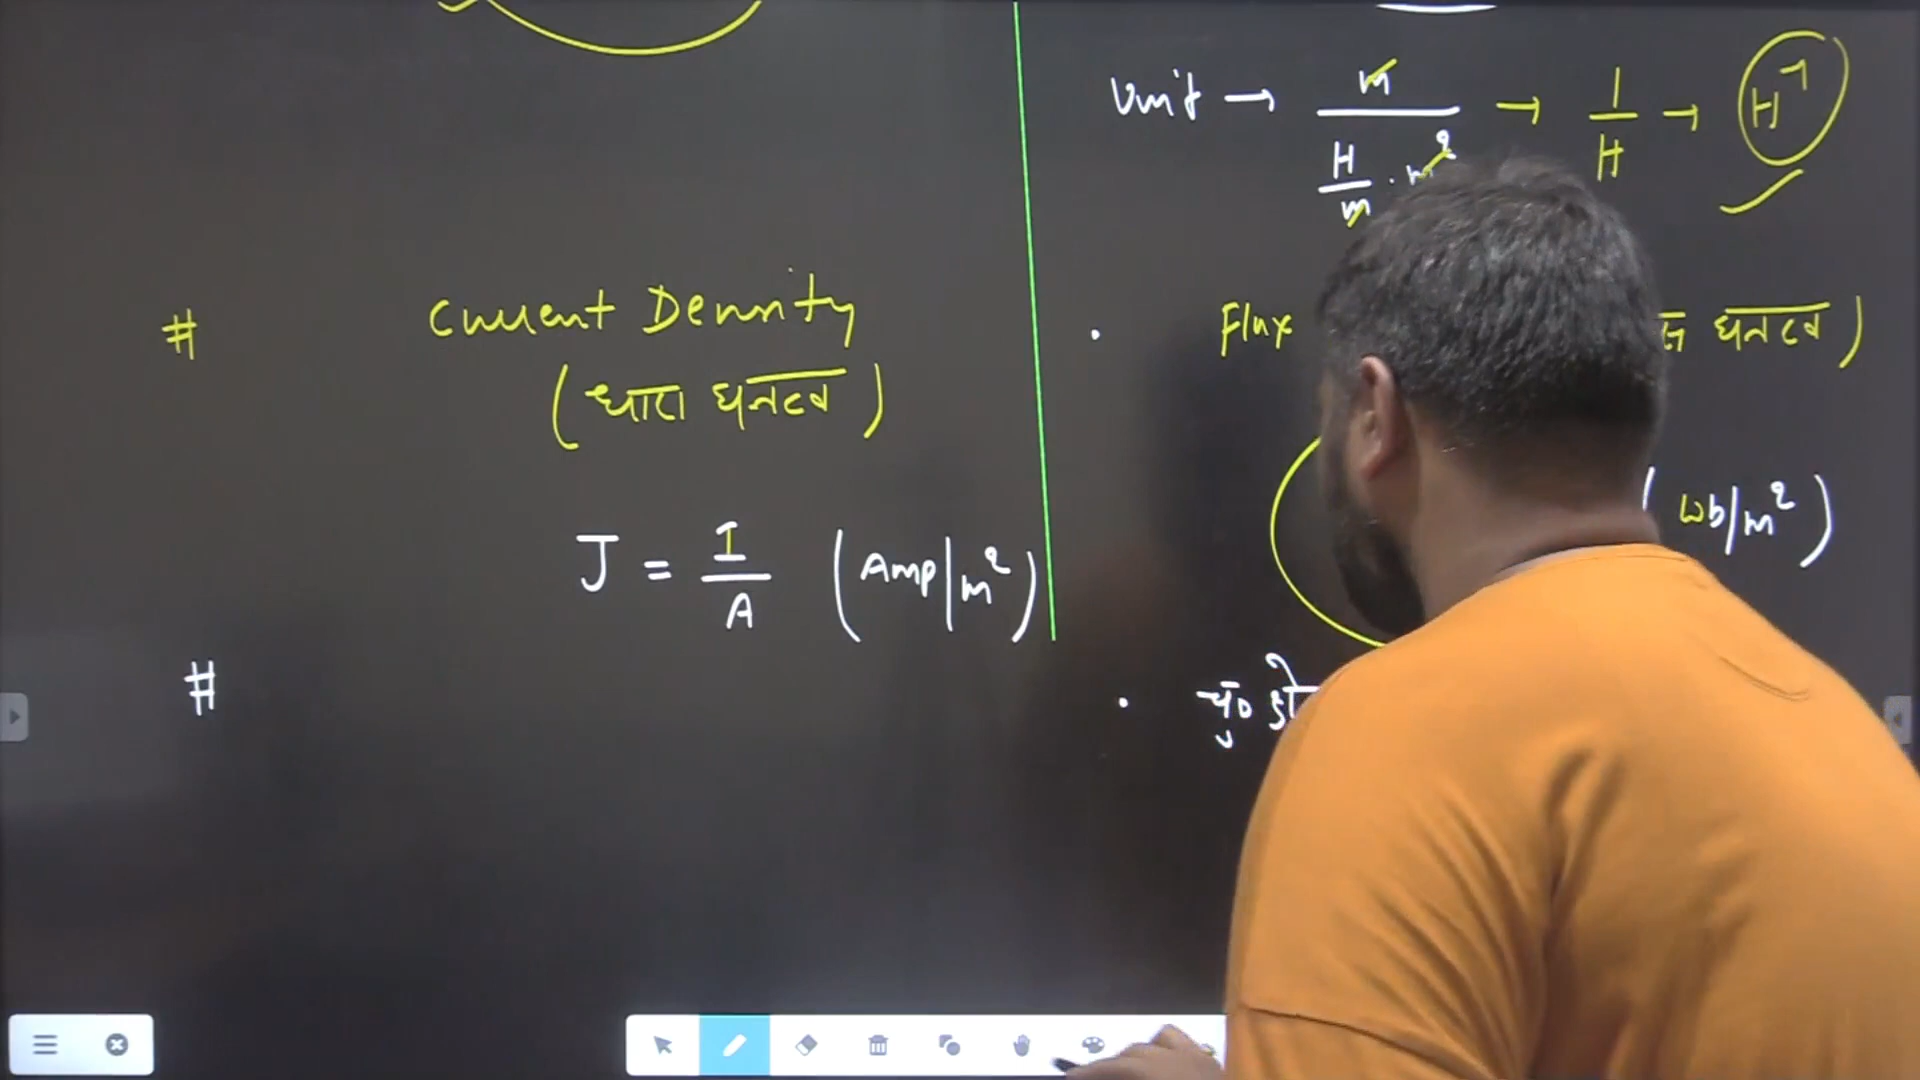 # Current Density
(धारा घनत्व)
J = I/A (Amp/m²)
#
Unit → m/(H/m · m²) → 1/H → H⁻¹
· Flux घनत्व)
(wb/m²)
·